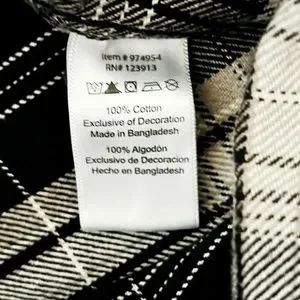 Item # 974954
RN# 123913
100% Cotton
Exclusive of Decoration
Made in Bangladesh
100% Algodón
Exclusivo de Decoracion
Hecho en Bangladesh